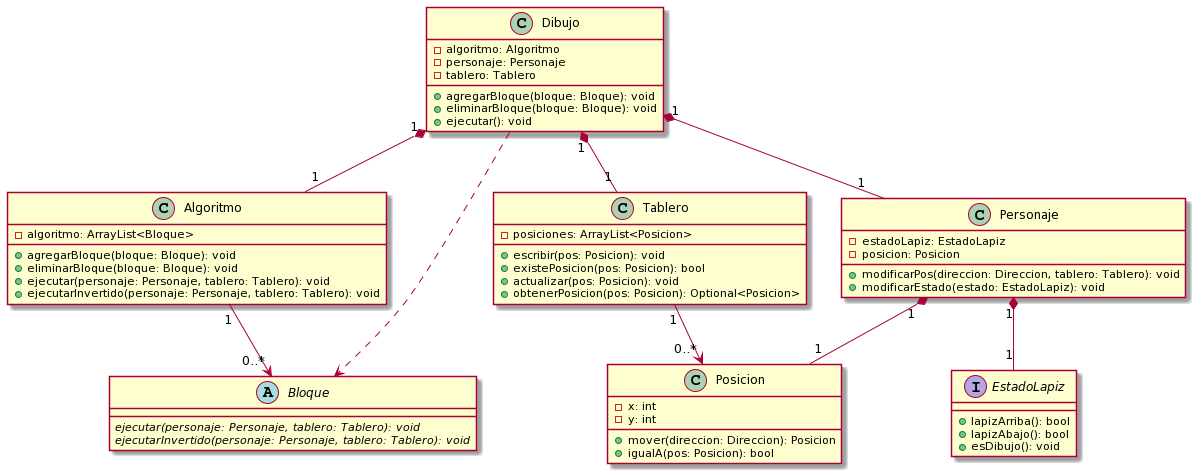 C Dibujo
algoritmo: Algoritmo
personaje: Personaje
tablero: Tablero
agregarBloque(bloque: Bloque): void
eliminarBloque(bloque: Bloque): void
ejecutar(): void
1
1
1
1
1
1
C Algoritmo
algoritmo: ArrayList<Bloque>
agregarBloque(bloque: Bloque): void
eliminarBloque(bloque: Bloque): void
ejecutar(personaje: Personaje, tablero: Tablero): void
ejecutarInvertido(personaje: Personaje, tablero: Tablero): void
C Tablero
posiciones: ArrayList<Posicion>
escribir(pos: Posicion): void
existePosicion(pos: Posicion): bool
actualizar(pos: Posicion): void
obtenerPosicion(pos: Posicion): Optional<Posicion>
C Personaje
estadoLapiz: EstadoLapiz
posicion: Posicion
modificarPos(direccion: Direccion, tablero: Tablero): void
modificarEstado(estado: EstadoLapiz): void
1
0..*
1
0..*
1
1
1
1
A Bloque
ejecutar(personaje: Personaje, tablero: Tablero): void
ejecutarInvertido(personaje: Personaje, tablero: Tablero): void
C Posicion
x: int
y: int
mover(direccion: Direccion): Posicion
igualA(pos: Posicion): bool
I EstadoLapiz
lapizArriba(): bool
lapizAbajo(): bool
esDibujo(): void